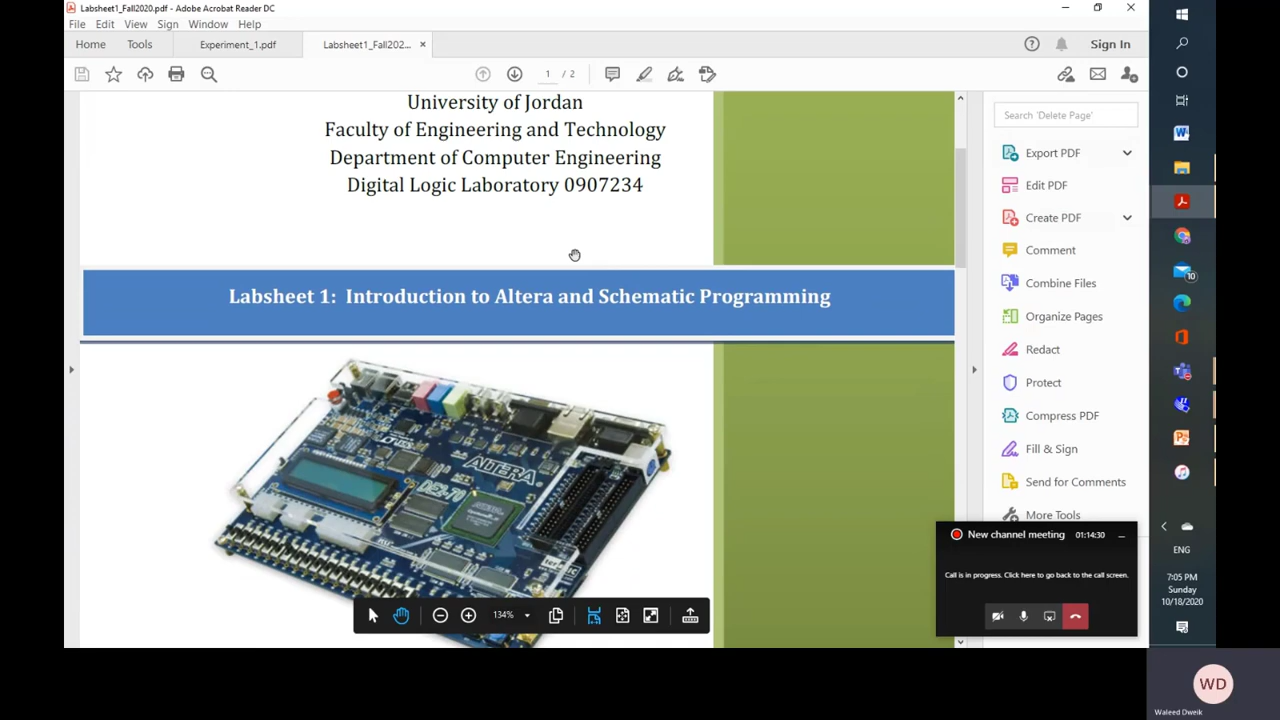 Labsheet1_Fall2020.pdf - Adobe Acrobat Reader DC
File Edit View Sign Window Help
Home Tools Experiment_1.pdf Labsheet1_Fall202... × Sign In
1 / 2
Search 'Delete Page'
University of Jordan
Faculty of Engineering and Technology
Department of Computer Engineering
Digital Logic Laboratory 0907234
Labsheet 1: Introduction to Altera and Schematic Programming
ALTERA
DE2-70
Export PDF
Edit PDF
Create PDF
Comment
Combine Files
Organize Pages
Redact
Protect
Compress PDF
Fill & Sign
Send for Comments
More Tools
134%
New channel meeting 01:14:30
Call is in progress. Click here to go back to the call screen.
10
ENG
7:05 PM
Sunday
10/18/2020
WD
Waleed Dweik